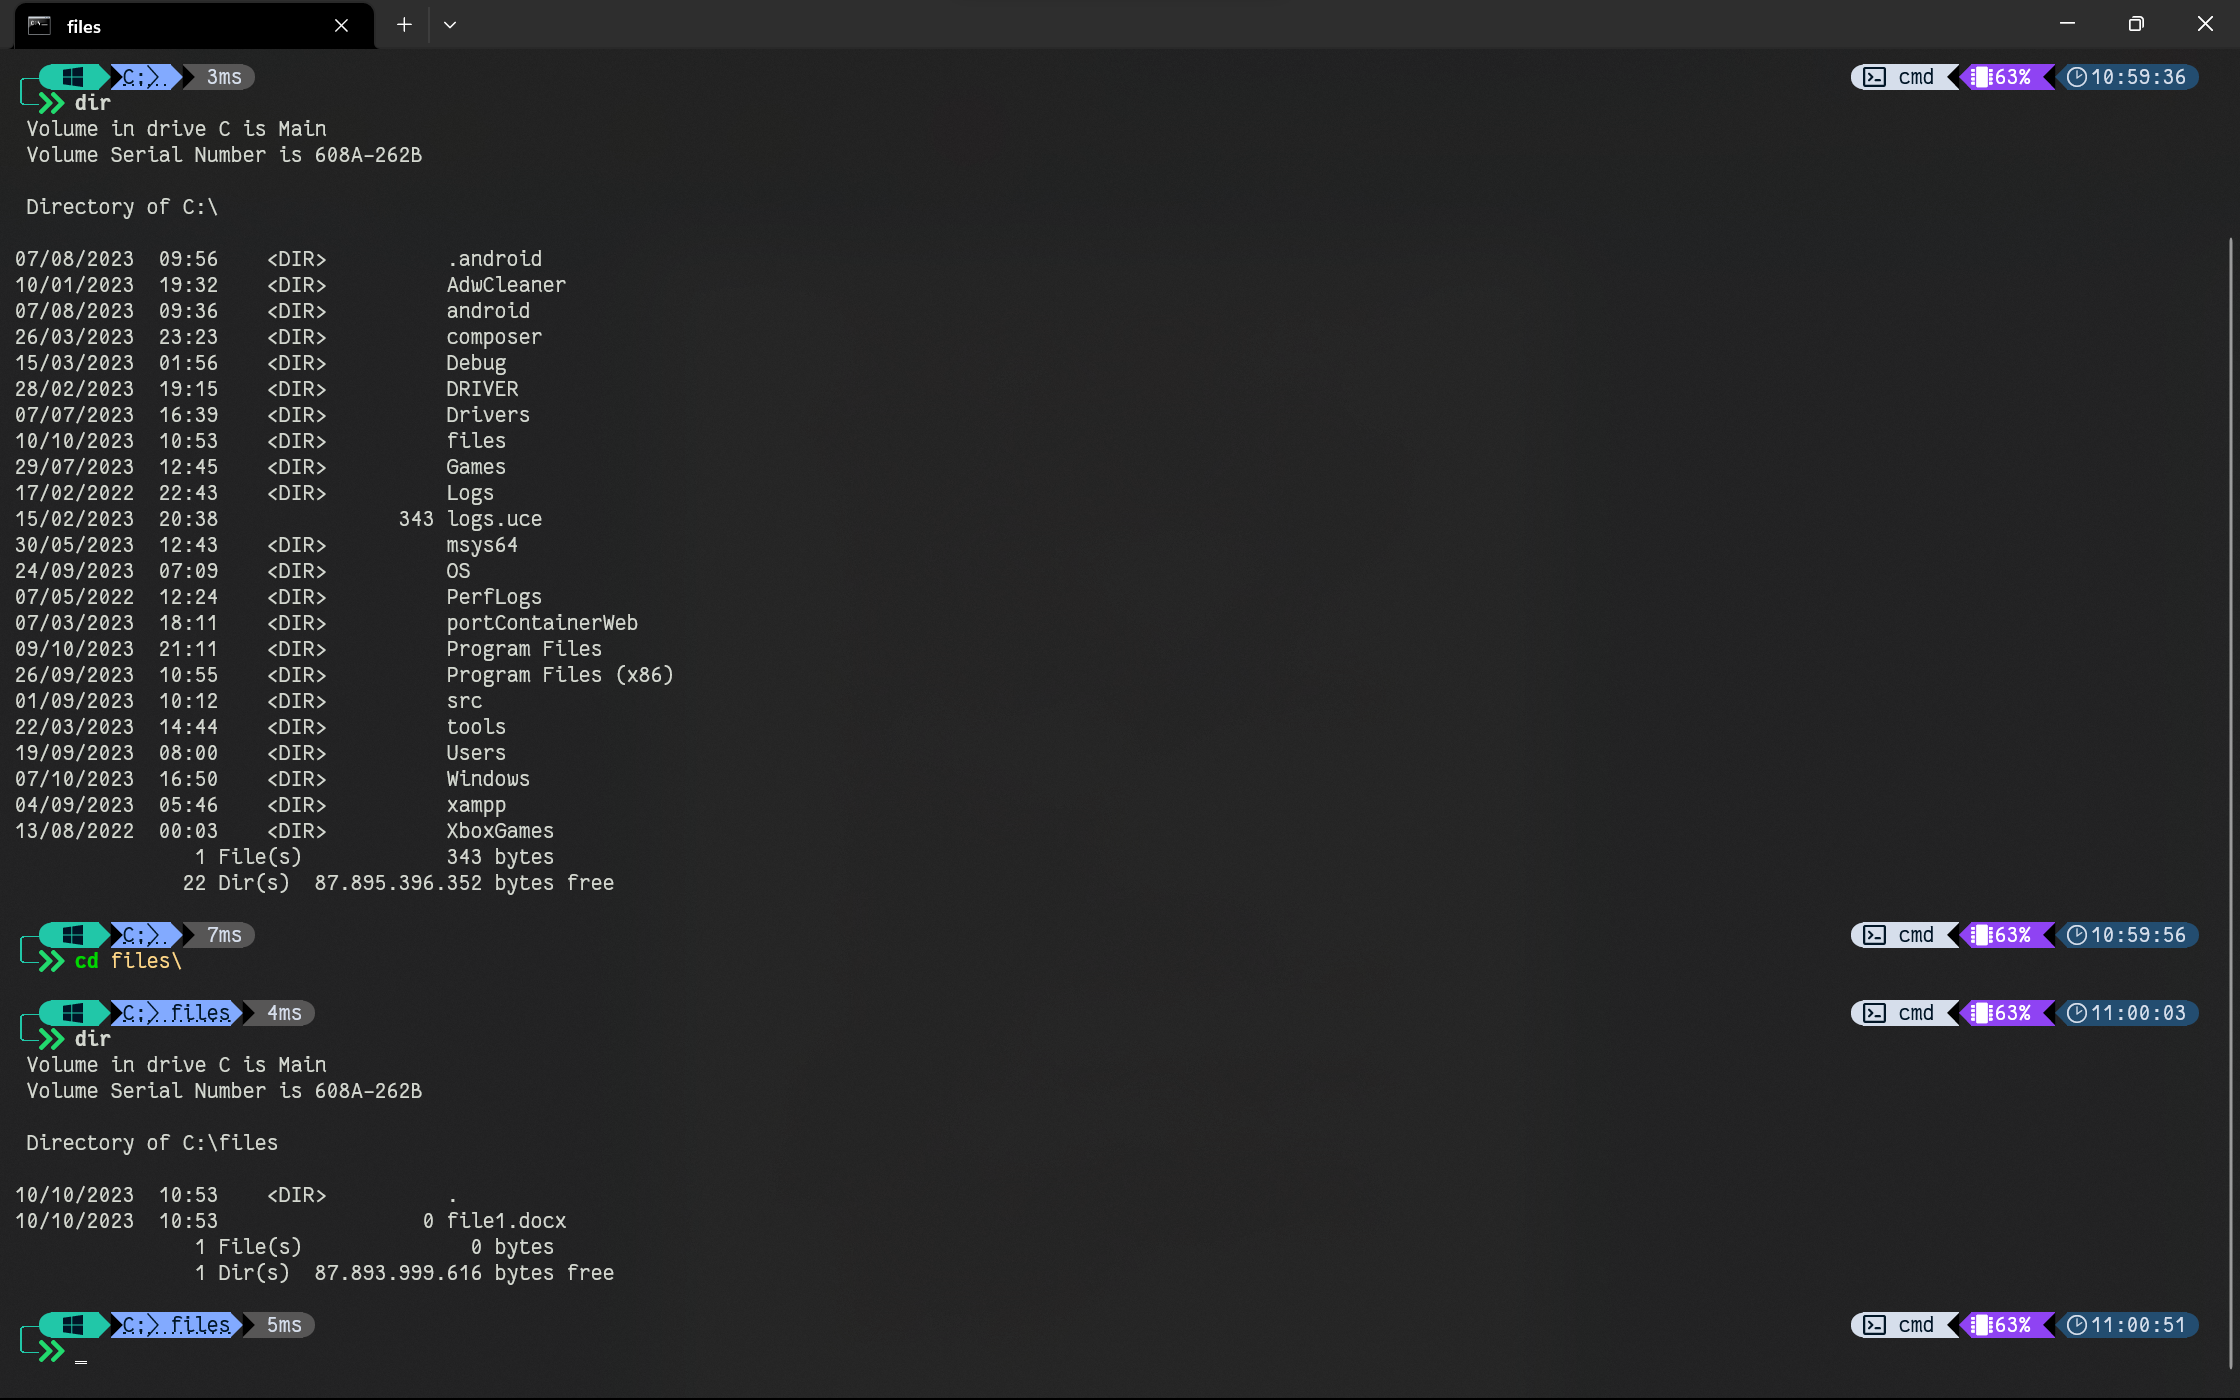 files
C: . 3ms cmd 63% 10:59:36
dir
Volume in drive C is Main
Volume Serial Number is 608A-262B
Directory of C:\
07/08/2023 09:56 <DIR> .android
10/01/2023 19:32 <DIR> AdwCleaner
07/08/2023 09:36 <DIR> android
26/03/2023 23:23 <DIR> composer
15/03/2023 01:56 <DIR> Debug
28/02/2023 19:15 <DIR> DRIVER
07/07/2023 16:39 <DIR> Drivers
10/10/2023 10:53 <DIR> files
29/07/2023 12:45 <DIR> Games
17/02/2022 22:43 <DIR> Logs
15/02/2023 20:38 343 logs.uce
30/05/2023 12:43 <DIR> msys64
24/09/2023 07:09 <DIR> OS
07/05/2022 12:24 <DIR> PerfLogs
07/03/2023 18:11 <DIR> portContainerWeb
09/10/2023 21:11 <DIR> Program Files
26/09/2023 10:55 <DIR> Program Files (x86)
01/09/2023 10:12 <DIR> src
22/03/2023 14:44 <DIR> tools
19/09/2023 08:00 <DIR> Users
07/10/2023 16:50 <DIR> Windows
04/09/2023 05:46 <DIR> xampp
13/08/2022 00:03 <DIR> XboxGames
1 File(s) 343 bytes
22 Dir(s) 87.895.396.352 bytes free
C: . 7ms cmd 63% 10:59:56
cd files\
C: files 4ms cmd 63% 11:00:03
dir
Volume in drive C is Main
Volume Serial Number is 608A-262B
Directory of C:\files
10/10/2023 10:53 <DIR> .
10/10/2023 10:53 0 file1.docx
1 File(s) 0 bytes
1 Dir(s) 87.893.999.616 bytes free
C: files 5ms cmd 63% 11:00:51